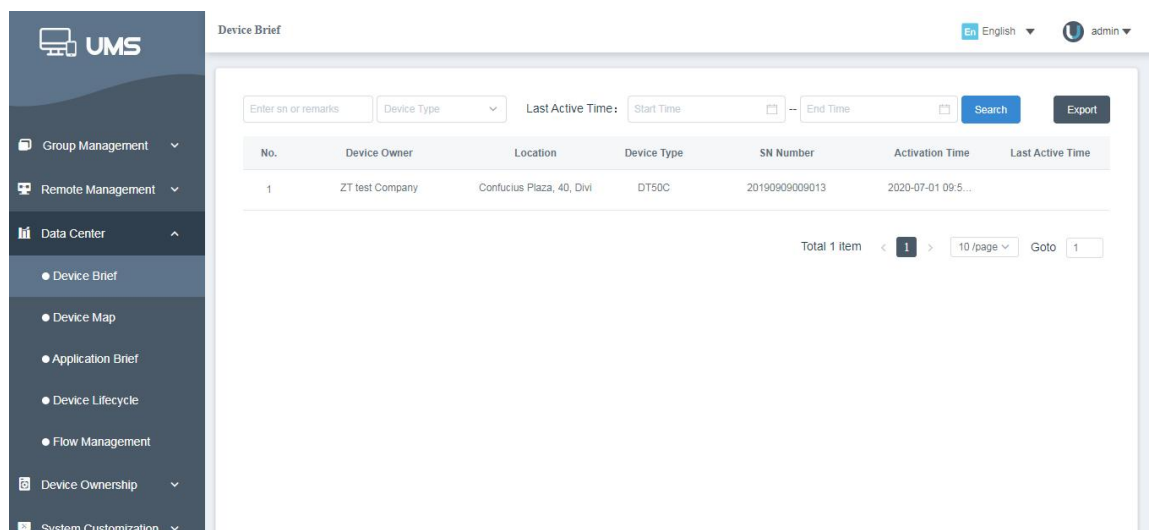 UMS
Device Brief
En English
admin
Group Management
Remote Management
Data Center
Device Brief
Device Map
Application Brief
Device Lifecycle
Flow Management
Device Ownership
System Customization
Enter sn or remarks Device Type Last Active Time: Start Time -- End Time Search Export
No. Device Owner Location Device Type SN Number Activation Time Last Active Time
1 ZT test Company Confucius Plaza, 40, Divi DT50C 20190909009013 2020-07-01 09:5...
Total 1 item < 1 > 10 /page Goto 1